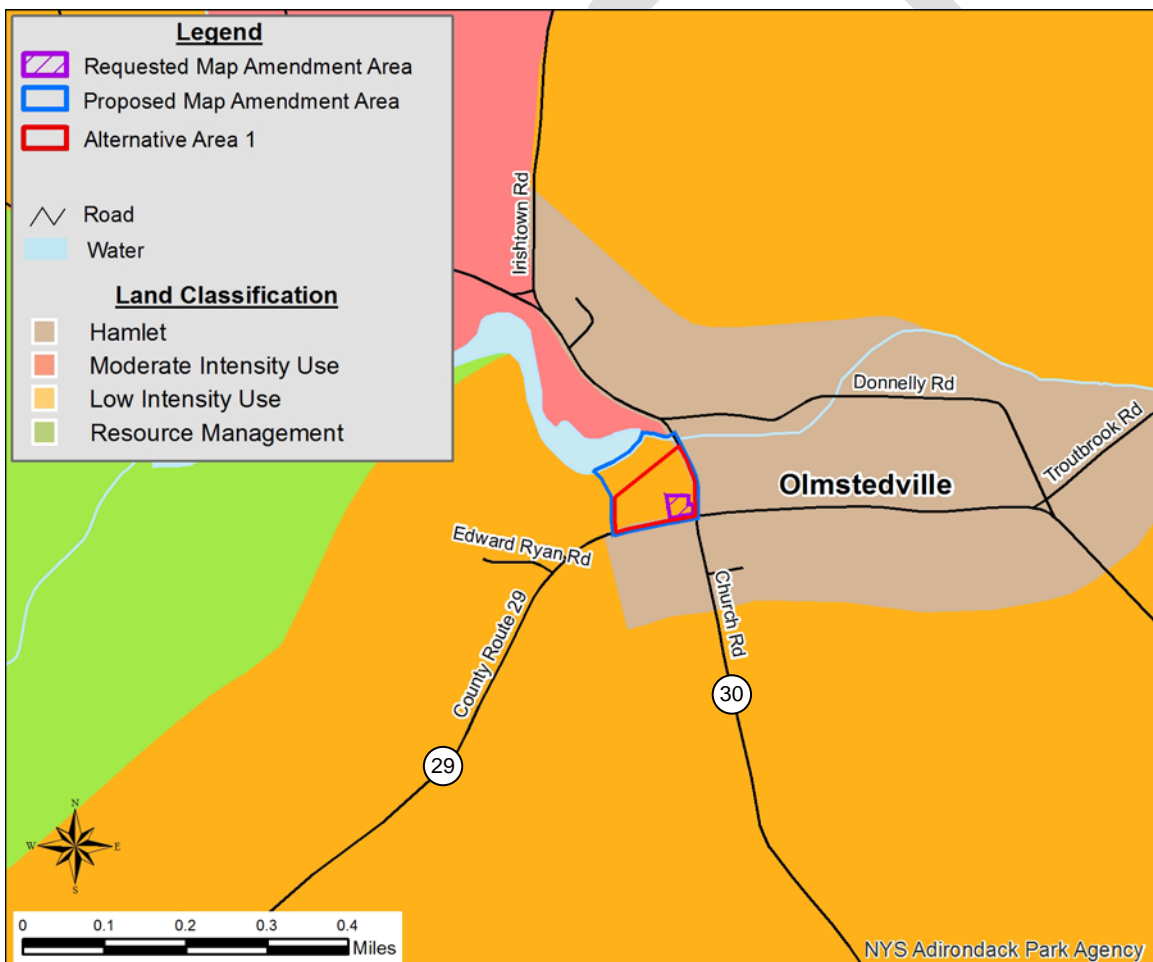 Legend
Requested Map Amendment Area
Proposed Map Amendment Area
Alternative Area 1
Road
Water
Land Classification
Hamlet
Moderate Intensity Use
Low Intensity Use
Resource Management
Irishtown Rd
Donnelly Rd
Troutbrook Rd
Olmstedville
Edward Ryan Rd
County Route 29
Church Rd
30
29
N
W E
S
0 0.1 0.2 0.3 0.4
Miles
NYS Adirondack Park Agency